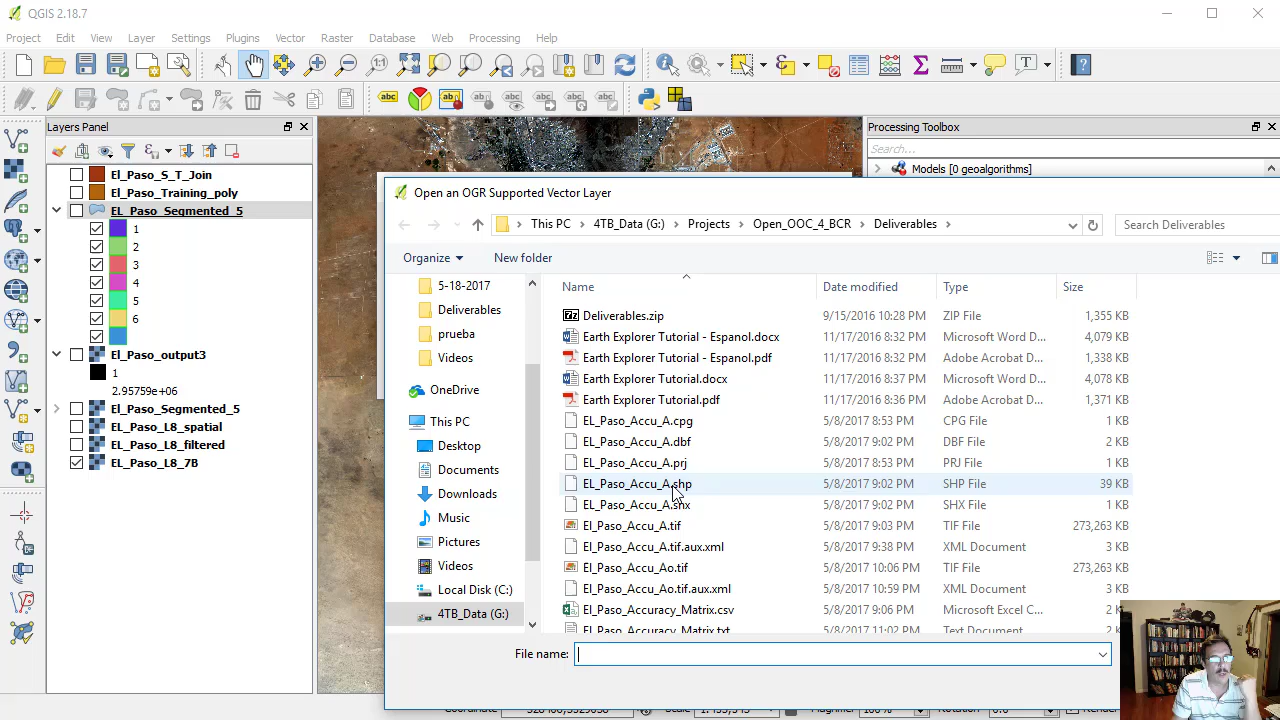 QGIS 2.18.7
Project Edit View Layer Settings Plugins Vector Raster Database Web Processing Help
Layers Panel
Processing Toolbox
Search...
Models [0 geoalgorithms]
El_Paso_S_T_Join
El_Paso_Training_poly
EL_Paso_Segmented_5
1
2
3
4
5
6
El_Paso_output3
1
2.95759e+06
EL_Paso_Segmented_5
EL_Paso_L8_spatial
EL_Paso_L8_filtered
EL_Paso_L8_7B
Open an OGR Supported Vector Layer
This PC > 4TB_Data (G:) > Projects > Open_OOC_4_BCR > Deliverables >
Search Deliverables
Organize New folder
5-18-2017
Deliverables
prueba
Videos
OneDrive
This PC
Desktop
Documents
Downloads
Music
Pictures
Videos
Local Disk (C:)
4TB_Data (G:)
Name Date modified Type Size
Deliverables.zip 9/15/2016 10:28 PM ZIP File 1,355 KB
Earth Explorer Tutorial - Espanol.docx 11/17/2016 8:32 PM Microsoft Word D... 4,079 KB
Earth Explorer Tutorial - Espanol.pdf 11/17/2016 8:32 PM Adobe Acrobat D... 1,338 KB
Earth Explorer Tutorial.docx 11/17/2016 8:37 PM Microsoft Word D... 4,078 KB
Earth Explorer Tutorial.pdf 11/17/2016 8:36 PM Adobe Acrobat D... 1,371 KB
EL_Paso_Accu_A.cpg 5/8/2017 8:53 PM CPG File 1 KB
EL_Paso_Accu_A.dbf 5/8/2017 9:02 PM DBF File 2 KB
EL_Paso_Accu_A.prj 5/8/2017 8:53 PM PRJ File 1 KB
EL_Paso_Accu_A.shp 5/8/2017 9:02 PM SHP File 39 KB
EL_Paso_Accu_A.shx 5/8/2017 9:02 PM SHX File 1 KB
El_Paso_Accu_A.tif 5/8/2017 9:03 PM TIF File 273,263 KB
El_Paso_Accu_A.tif.aux.xml 5/8/2017 9:38 PM XML Document 3 KB
El_Paso_Accu_Ao.tif 5/8/2017 10:06 PM TIF File 273,263 KB
El_Paso_Accu_Ao.tif.aux.xml 5/8/2017 10:59 PM XML Document 3 KB
El_Paso_Accuracy_Matrix.csv 5/8/2017 9:06 PM Microsoft Excel C...
El_Paso_Accuracy_Matrix.txt 5/8/2017 11:02 PM Text Document
File name: